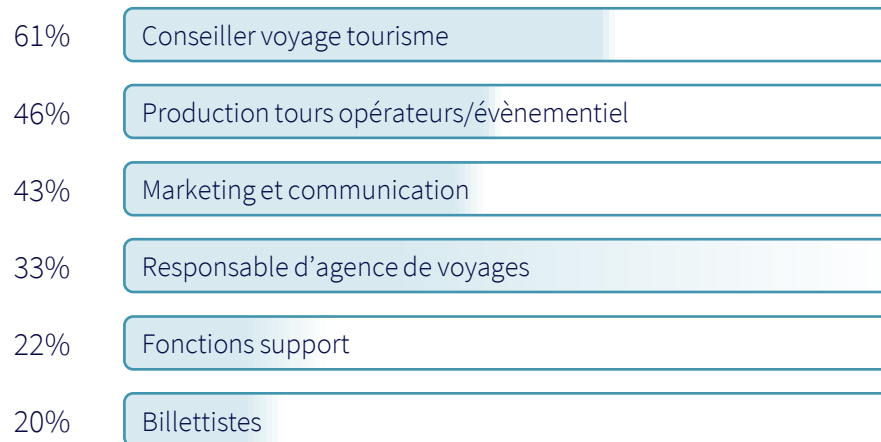 61% Conseiller voyage tourisme
46% Production tours opérateurs/évènementiel
43% Marketing et communication
33% Responsable d’agence de voyages
22% Fonctions support
20% Billettistes